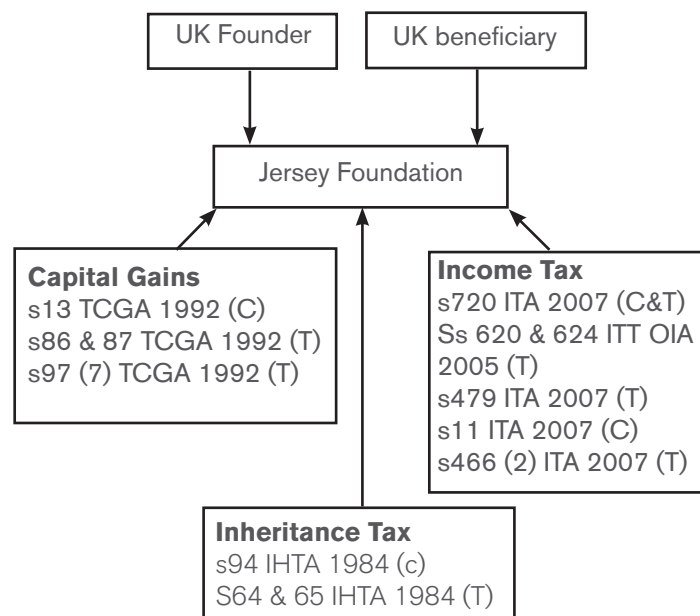 UK Founder
UK beneficiary
Jersey Foundation
Capital Gains
s13 TCGA 1992 (C)
s86 & 87 TCGA 1992 (T)
s97 (7) TCGA 1992 (T)
Income Tax
s720 ITA 2007 (C&T)
Ss 620 & 624 ITT OIA
2005 (T)
s479 ITA 2007 (T)
s11 ITA 2007 (C)
s466 (2) ITA 2007 (T)
Inheritance Tax
s94 IHTA 1984 (c)
S64 & 65 IHTA 1984 (T)